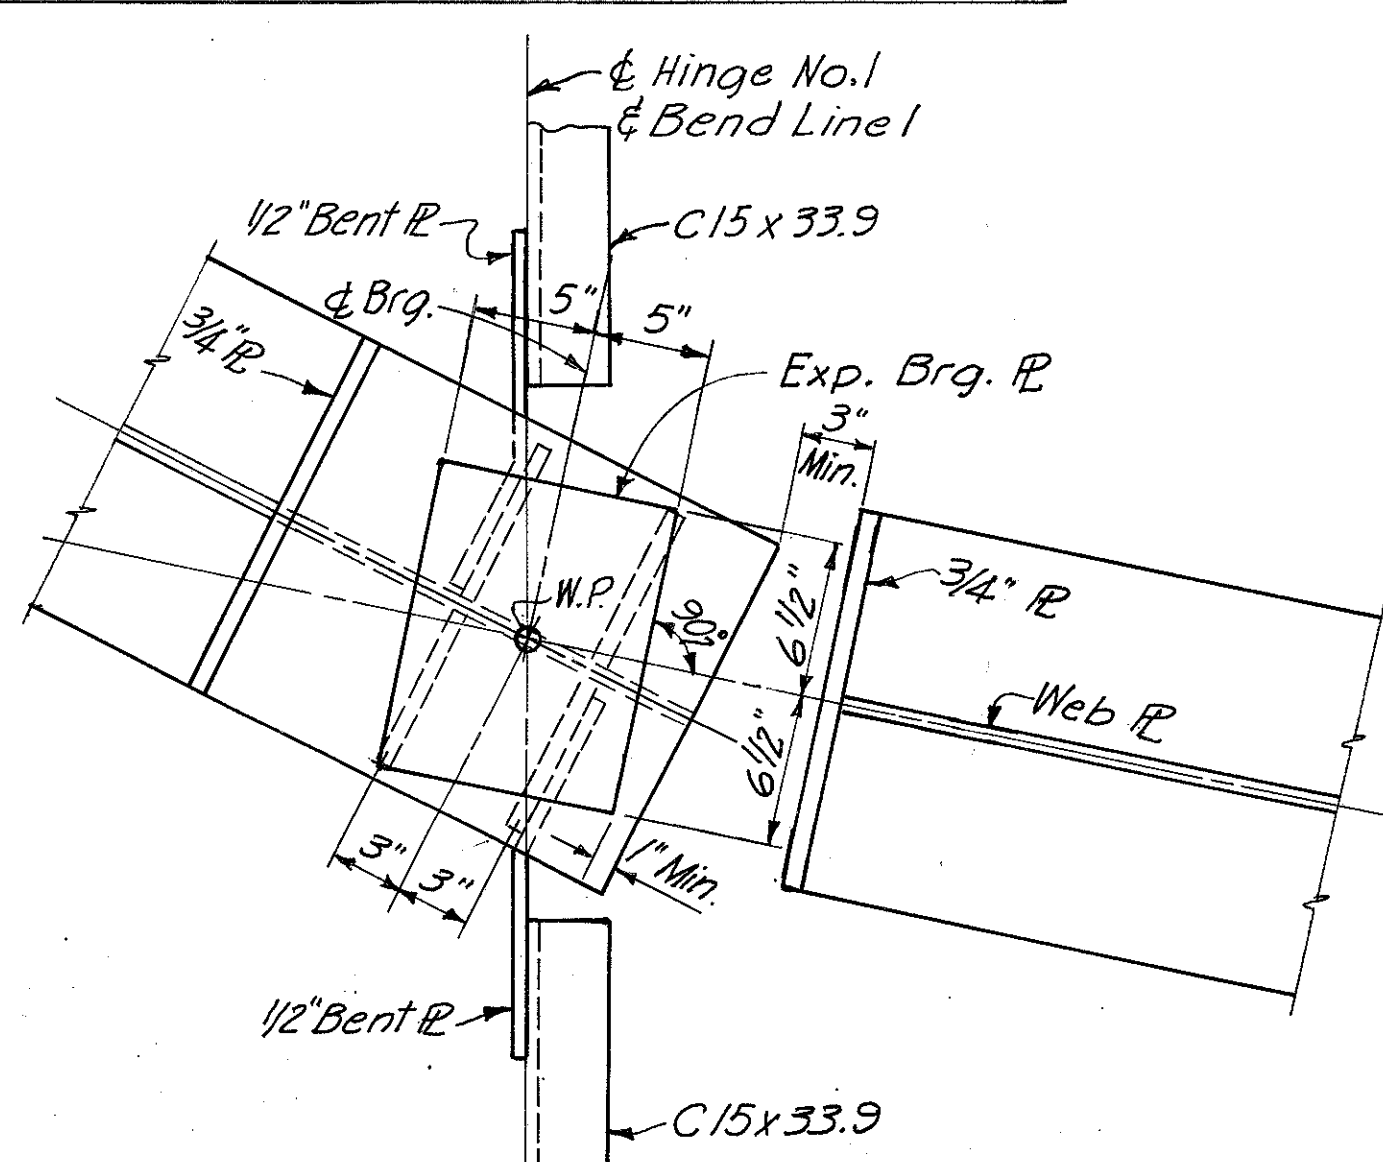 ℄ Hinge No.1
℄ Bend Line 1
1/2" Bent ℞
C15 x 33.9
℄ Brg.
5"
5"
3/4" ℞
Exp. Brg. ℞
3"
Min.
W.P.
90°
6 1/2"
3/4" ℞
Web ℞
6 1/2"
3"
3"
1" Min.
1/2" Bent ℞
C15 x 33.9